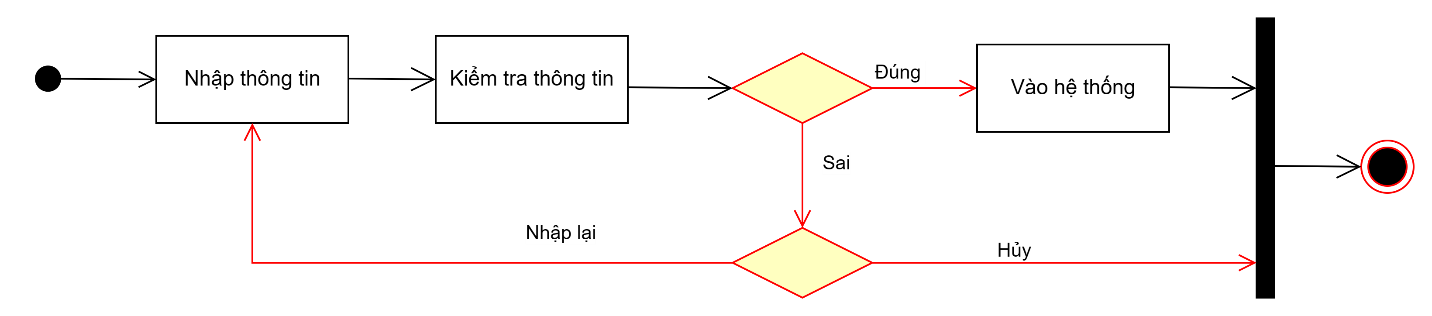 Nhập thông tin
Kiểm tra thông tin
Đúng
Vào hệ thống
Sai
Nhập lại
Hủy